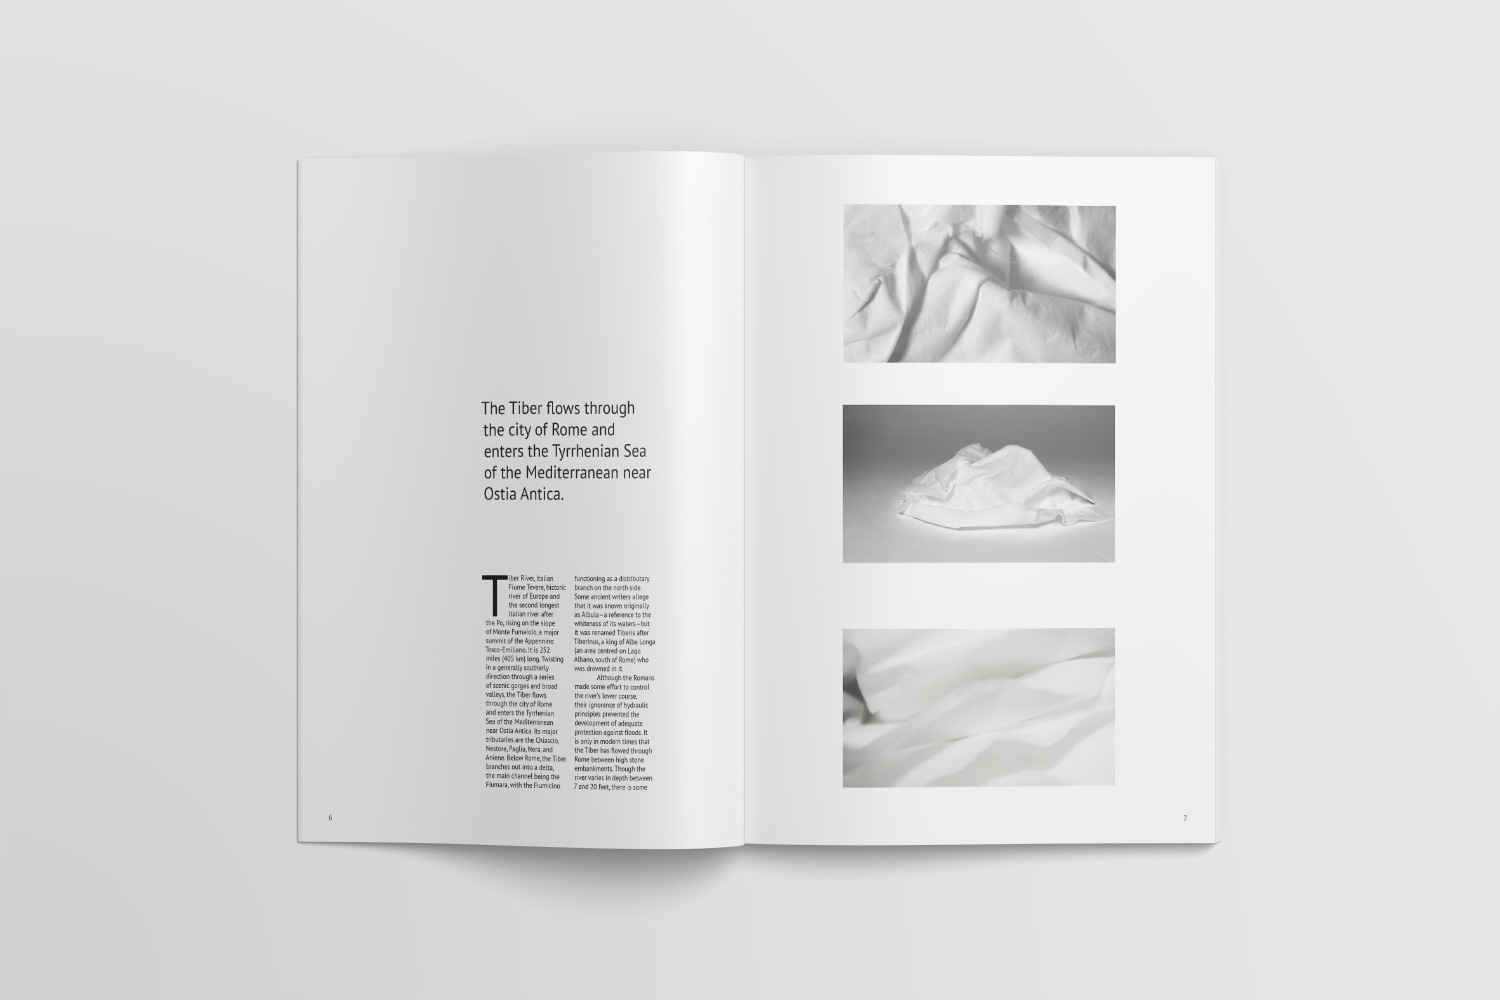 The Tiber flows through
the city of Rome and
enters the Tyrrhenian Sea
of the Mediterranean near
Ostia Antica.
Tiber River, Italian
Fiume Tevere, historic
river of Europe and
the second longest
Italian river after
the Po, rising on the slope
of Monte Fumaiolo, a major
summit of the Appennino
Tosco-Emiliano. It is 252
miles (405 km) long. Twisting
in a generally southerly
direction through a series
of scenic gorges and broad
valleys, the Tiber flows
through the city of Rome
and enters the Tyrrhenian
Sea of the Mediterranean
near Ostia Antica. Its major
tributaries are the Chiascio,
Nestore, Paglia, Nera, and
Aniene. Below Rome, the Tiber
branches out into a delta,
the main channel being the
Fiumara, with the Fiumicino
functioning as a distributary
branch on the north side.
Some ancient writers allege
that it was known originally
as Albula—a reference to the
whiteness of its waters—but
it was renamed Tiberis after
Tiberinus, a king of Alba Longa
(an area centred on Lago
Albano, south of Rome) who
was drowned in it.
Although the Romans
made some effort to control
the river's lower course,
their ignorance of hydraulic
principles prevented the
development of adequate
protection against floods. It
is only in modern times that
the Tiber has flowed through
Rome between high stone
embankments. Though the
river varies in depth between
7 and 20 feet, there is some
6
7